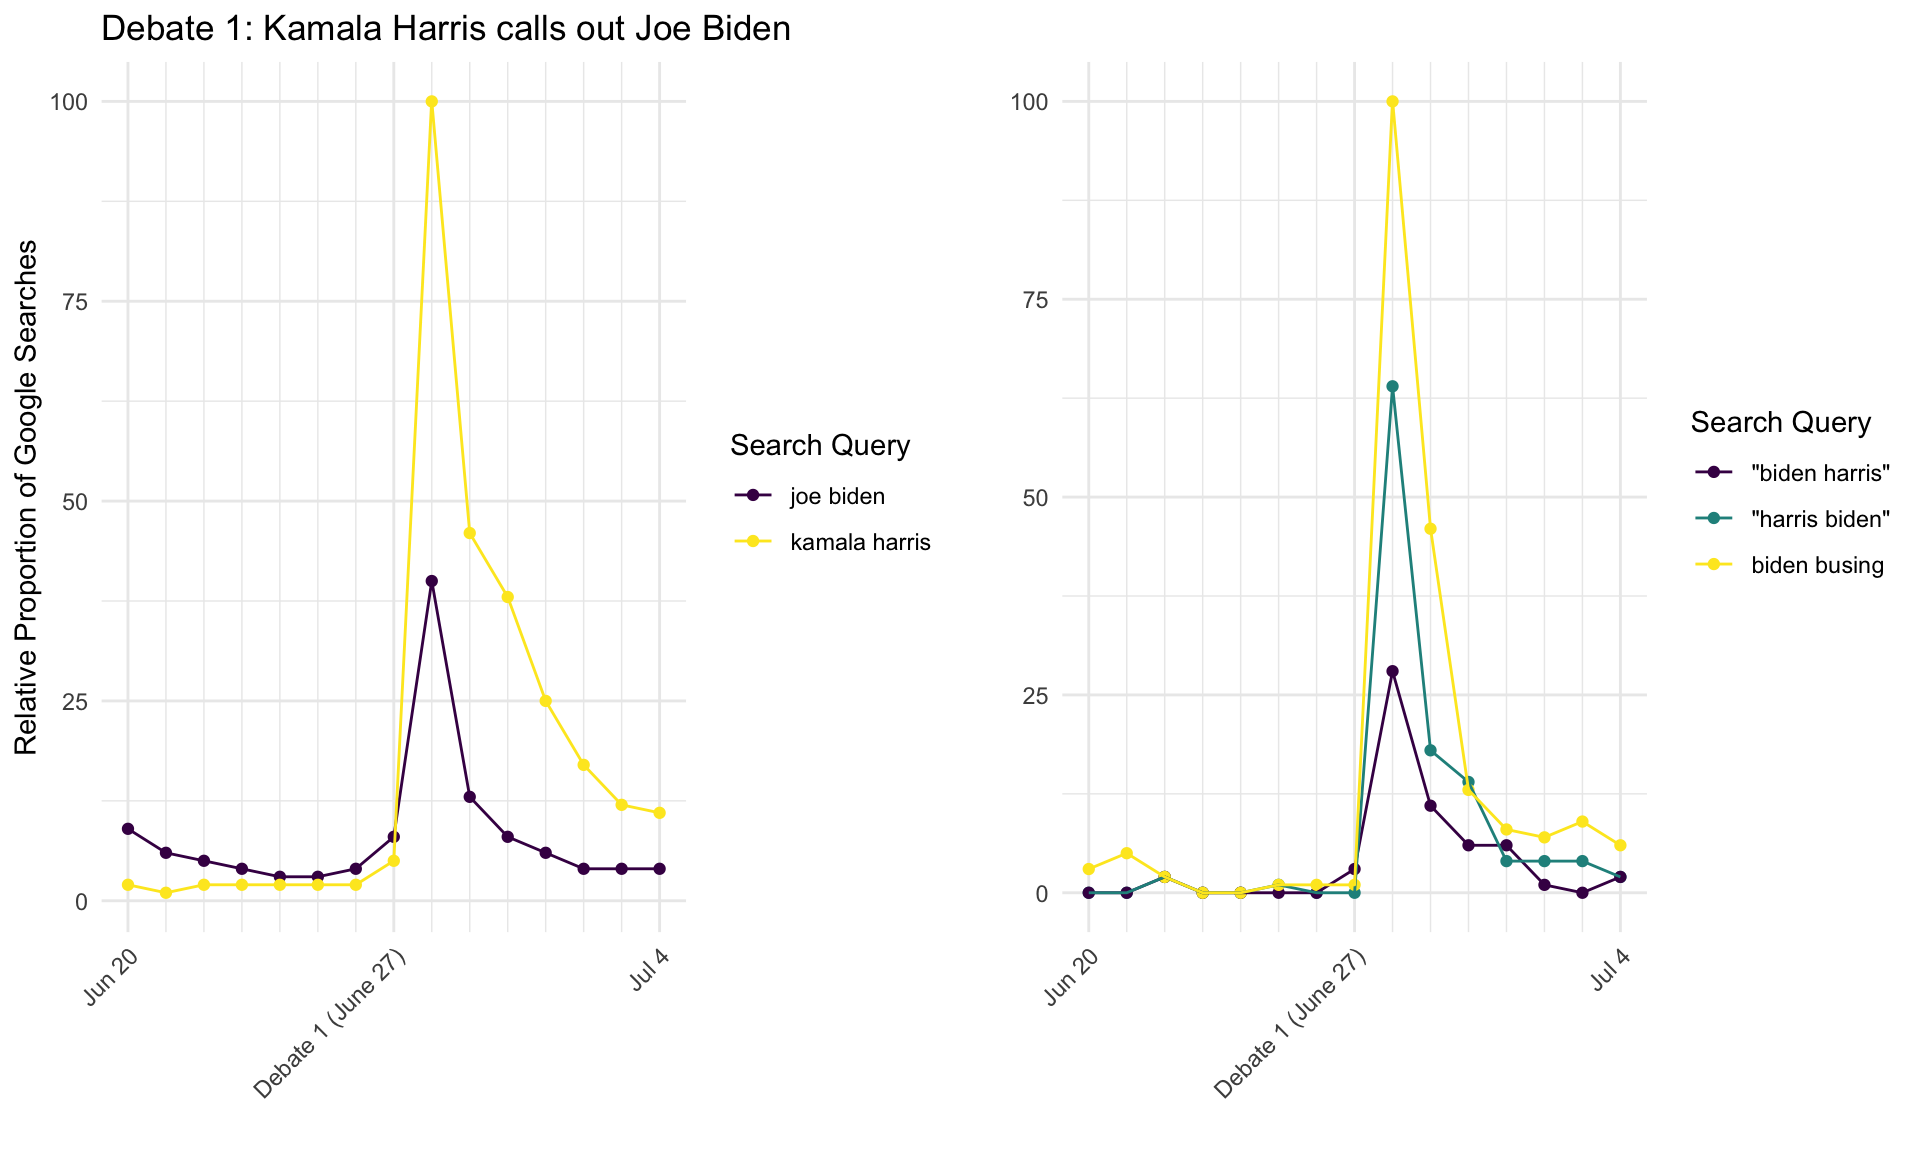 Debate 1: Kamala Harris calls out Joe Biden
Relative Proportion of Google Searches
100
75
50
25
0
Jun 20
Debate 1 (June 27)
Jul 4
Search Query
joe biden
kamala harris
100
75
50
25
0
Jun 20
Debate 1 (June 27)
Jul 4
Search Query
"biden harris"
"harris biden"
biden busing